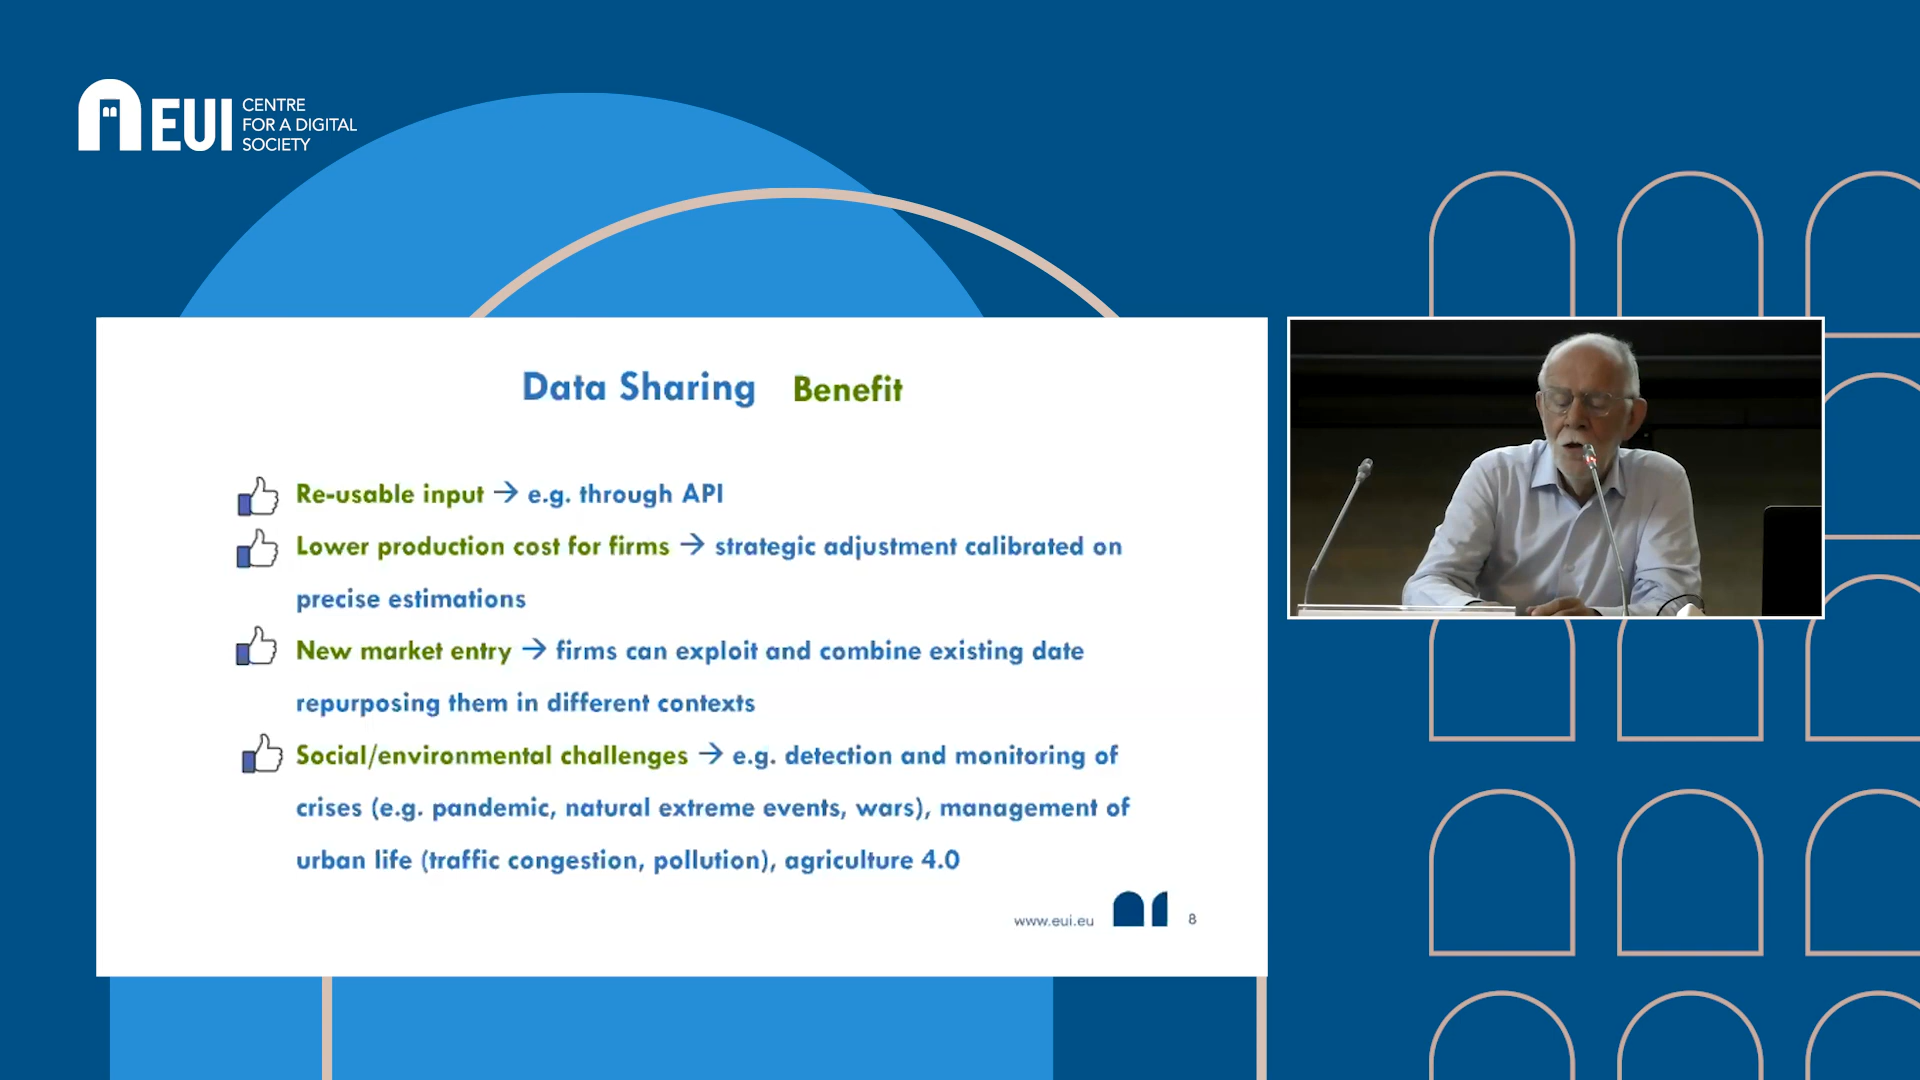 EUI
CENTRE
FOR A DIGITAL
SOCIETY
Data Sharing Benefit
Re-usable input → e.g. through API
Lower production cost for firms → strategic adjustment calibrated on
precise estimations
New market entry → firms can exploit and combine existing date
repurposing them in different contexts
Social/environmental challenges → e.g. detection and monitoring of
crises (e.g. pandemic, natural extreme events, wars), management of
urban life (traffic congestion, pollution), agriculture 4.0
www.eui.eu 8